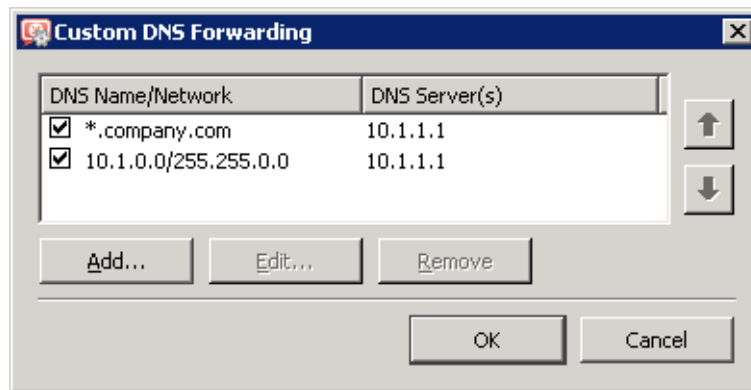 Custom DNS Forwarding
DNS Name/Network DNS Server(s)
*.company.com 10.1.1.1
10.1.0.0/255.255.0.0 10.1.1.1
Add... Edit... Remove
OK Cancel